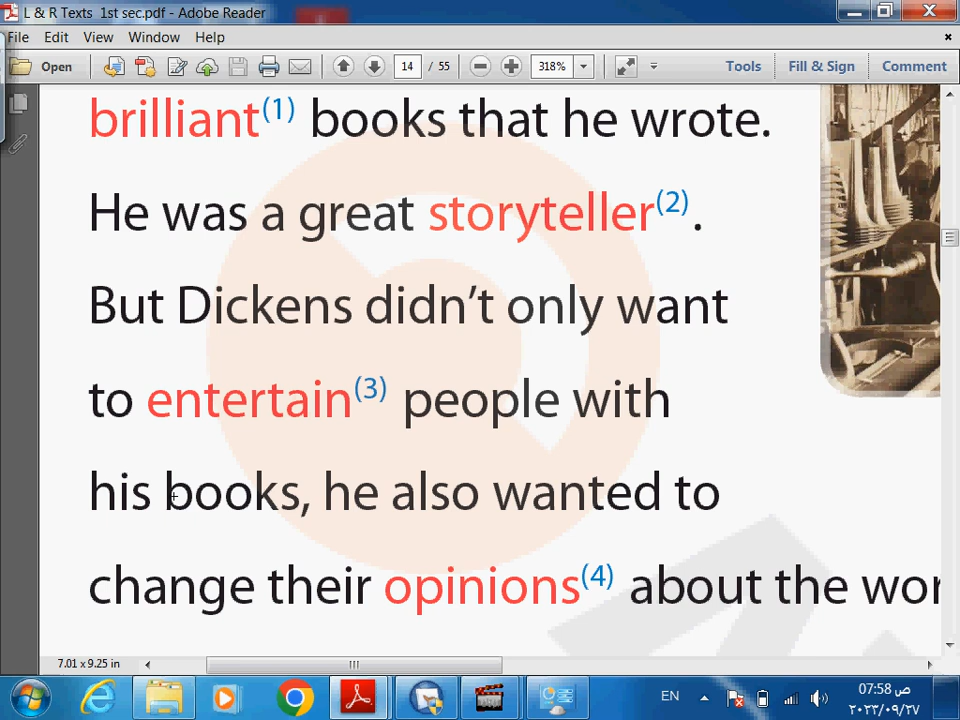 L & R Texts 1st sec.pdf - Adobe Reader
File Edit View Window Help
Open 14 / 55 318% Tools Fill & Sign Comment
brilliant(1) books that he wrote.
He was a great storyteller(2).
But Dickens didn't only want
to entertain(3) people with
his books, he also wanted to
change their opinions(4) about the wor
7.01 x 9.25 in
EN 07:58 ص
٢٠٢٣/٠٩/٢٧